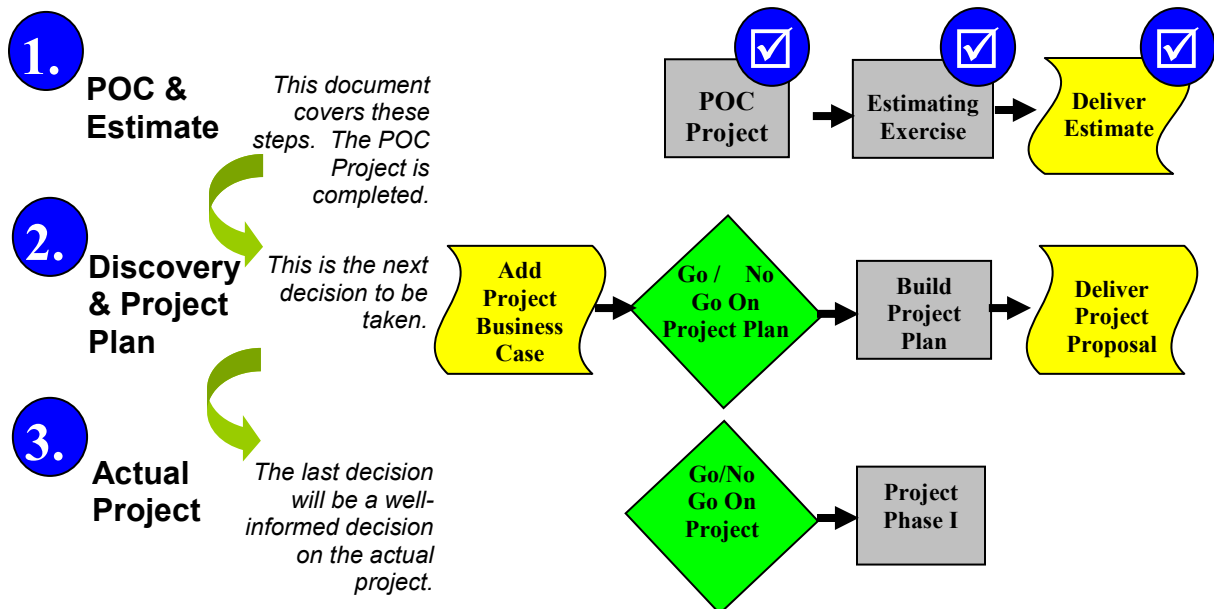 1.
POC &
Estimate
This document
covers these
steps. The POC
Project is
completed.
POC
Project
Estimating
Exercise
Deliver
Estimate
2.
Discovery
& Project
Plan
This is the next
decision to be
taken.
Add
Project
Business
Case
Go / No
Go On
Project Plan
Build
Project
Plan
Deliver
Project
Proposal
3.
Actual
Project
The last decision
will be a well-
informed decision
on the actual
project.
Go/No
Go On
Project
Project
Phase I